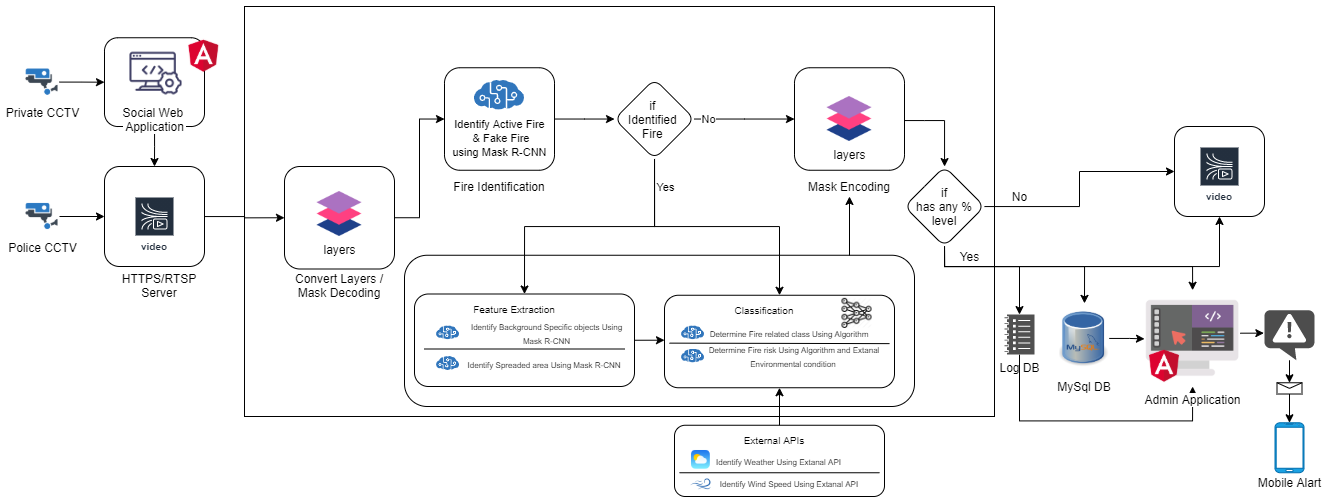 Private CCTV
Social Web
Application
A
Police CCTV
video
HTTPS/RTSP
Server
layers
Convert Layers /
Mask Decoding
Identify Active Fire
& Fake Fire
using Mask R-CNN
Fire Identification
if
Identified
Fire
No
Yes
layers
Mask Encoding
if
has any %
level
No
Yes
video
Feature Extraction
Identify Background Specific objects Using
Mask R-CNN
Identify Spreaded area Using Mask R-CNN
Classification
Determine Fire related class Using Algorithm
Determine Fire risk Using Algorithm and Extanal
Environmental condition
External APIs
Identify Weather Using Extanal API
Identify Wind Speed Using Extanal API
Log DB
MySQL
MySql DB
A
Admin Application
Mobile Alart